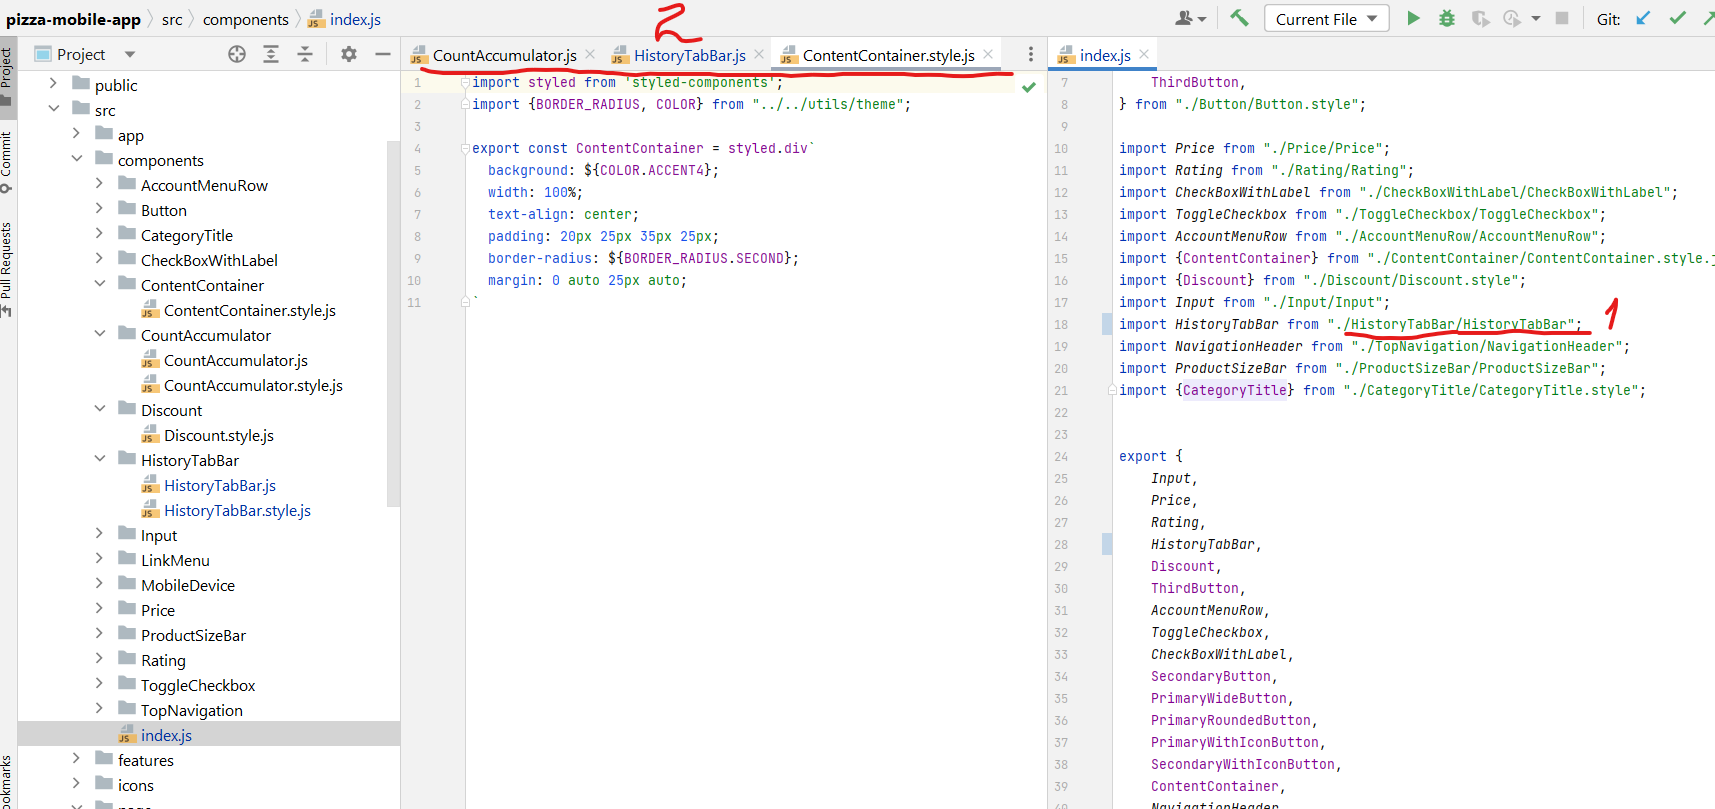 pizza-mobile-app src components index.js
Current File
Git:
Project
CountAccumulator.js HistoryTabBar.js ContentContainer.style.js
index.js
2
Project
Commit
Pull Requests
public
src
app
components
AccountMenuRow
Button
CategoryTitle
CheckBoxWithLabel
ContentContainer
ContentContainer.style.js
CountAccumulator
CountAccumulator.js
CountAccumulator.style.js
Discount
Discount.style.js
HistoryTabBar
HistoryTabBar.js
HistoryTabBar.style.js
Input
LinkMenu
MobileDevice
Price
ProductSizeBar
Rating
ToggleCheckbox
TopNavigation
index.js
features
icons
1 import styled from 'styled-components';
2 import {BORDER_RADIUS, COLOR} from "../../utils/theme";
3
4 export const ContentContainer = styled.div`
5 background: ${COLOR.ACCENT4};
6 width: 100%;
7 text-align: center;
8 padding: 20px 25px 35px 25px;
9 border-radius: ${BORDER_RADIUS.SECOND};
10 margin: 0 auto 25px auto;
11 `
7 ThirdButton,
8 } from "./Button/Button.style";
9
10 import Price from "./Price/Price";
11 import Rating from "./Rating/Rating";
12 import CheckBoxWithLabel from "./CheckBoxWithLabel/CheckBoxWithLabel";
13 import ToggleCheckbox from "./ToggleCheckbox/ToggleCheckbox";
14 import AccountMenuRow from "./AccountMenuRow/AccountMenuRow";
15 import {ContentContainer} from "./ContentContainer/ContentContainer.style.j
16 import {Discount} from "./Discount/Discount.style";
17 import Input from "./Input/Input";
18 import HistoryTabBar from "./HistoryTabBar/HistoryTabBar"; 1
19 import NavigationHeader from "./TopNavigation/NavigationHeader";
20 import ProductSizeBar from "./ProductSizeBar/ProductSizeBar";
21 import {CategoryTitle} from "./CategoryTitle/CategoryTitle.style";
22
23
24 export {
25 Input,
26 Price,
27 Rating,
28 HistoryTabBar,
29 Discount,
30 ThirdButton,
31 AccountMenuRow,
32 ToggleCheckbox,
33 CheckBoxWithLabel,
34 SecondaryButton,
35 PrimaryWideButton,
36 PrimaryRoundedButton,
37 PrimaryWithIconButton,
38 SecondaryWithIconButton,
39 ContentContainer,